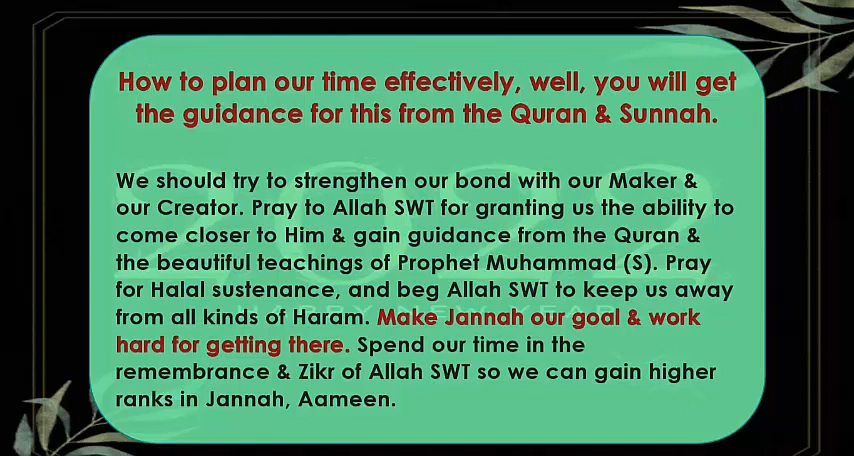 How to plan our time effectively, well, you will get
the guidance for this from the Quran & Sunnah.
We should try to strengthen our bond with our Maker &
our Creator. Pray to Allah SWT for granting us the ability to
come closer to Him & gain guidance from the Quran &
the beautiful teachings of Prophet Muhammad (S). Pray
for Halal sustenance, and beg Allah SWT to keep us away
from all kinds of Haram. Make Jannah our goal & work
hard for getting there. Spend our time in the
remembrance & Zikr of Allah SWT so we can gain higher
ranks in Jannah, Aameen.
2022
HAPPY NEW YEAR